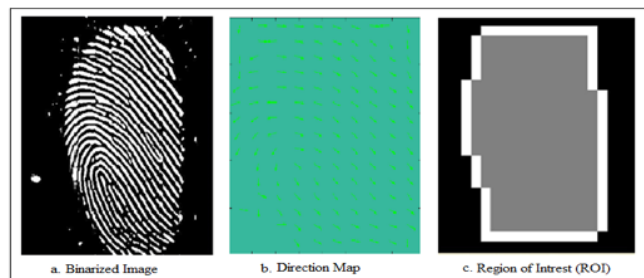 a. Binarized Image
b. Direction Map
c. Region of Intrest (ROI)